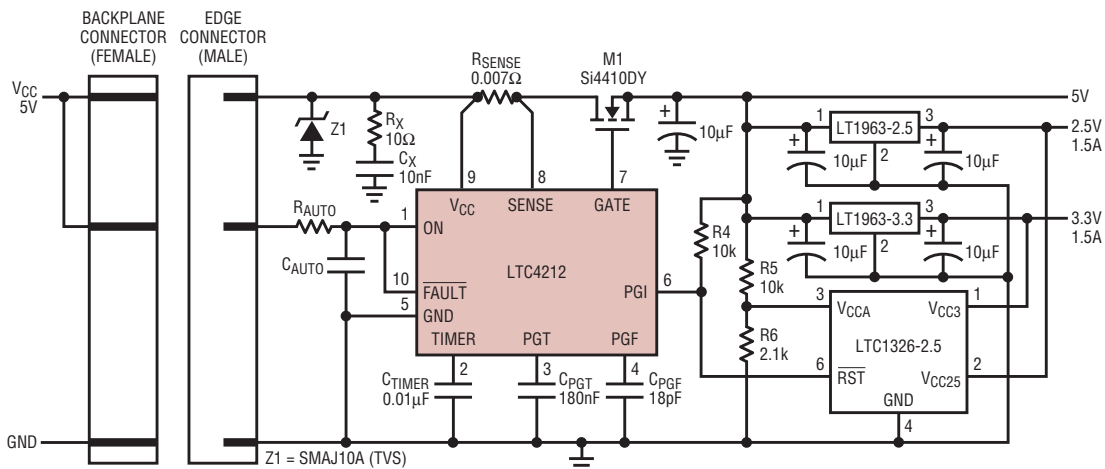 BACKPLANE
CONNECTOR
(FEMALE)
EDGE
CONNECTOR
(MALE)
VCC
5V
GND
Z1
RX
10Ω
CX
10nF
RSENSE
0.007Ω
M1
Si4410DY
+
10µF
5V
1
LT1963-2.5
3
2
2.5V
1.5A
+
10µF
+
10µF
1
LT1963-3.3
3
2
3.3V
1.5A
+
10µF
+
10µF
RAUTO
CAUTO
9
8
7
VCC
SENSE
GATE
1
ON
LTC4212
10
FAULT
5
GND
PGI
6
TIMER
PGT
PGF
2
3
4
CTIMER
0.01µF
CPGT
180nF
CPGF
18pF
R4
10k
R5
10k
R6
2.1k
3
VCCA
VCC3
1
LTC1326-2.5
6
RST
VCC25
2
GND
4
Z1 = SMAJ10A (TVS)